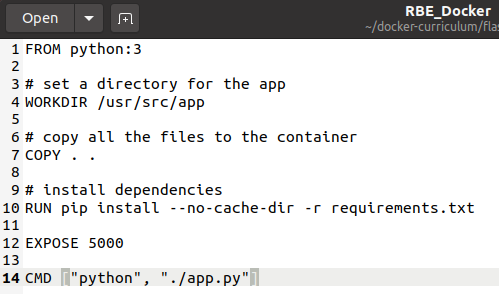 Open
RBE_Docker
~/docker-curriculum/fla
1 FROM python:3
2
3 # set a directory for the app
4 WORKDIR /usr/src/app
5
6 # copy all the files to the container
7 COPY . .
8
9 # install dependencies
10 RUN pip install --no-cache-dir -r requirements.txt
11
12 EXPOSE 5000
13
14 CMD ["python", "./app.py"]